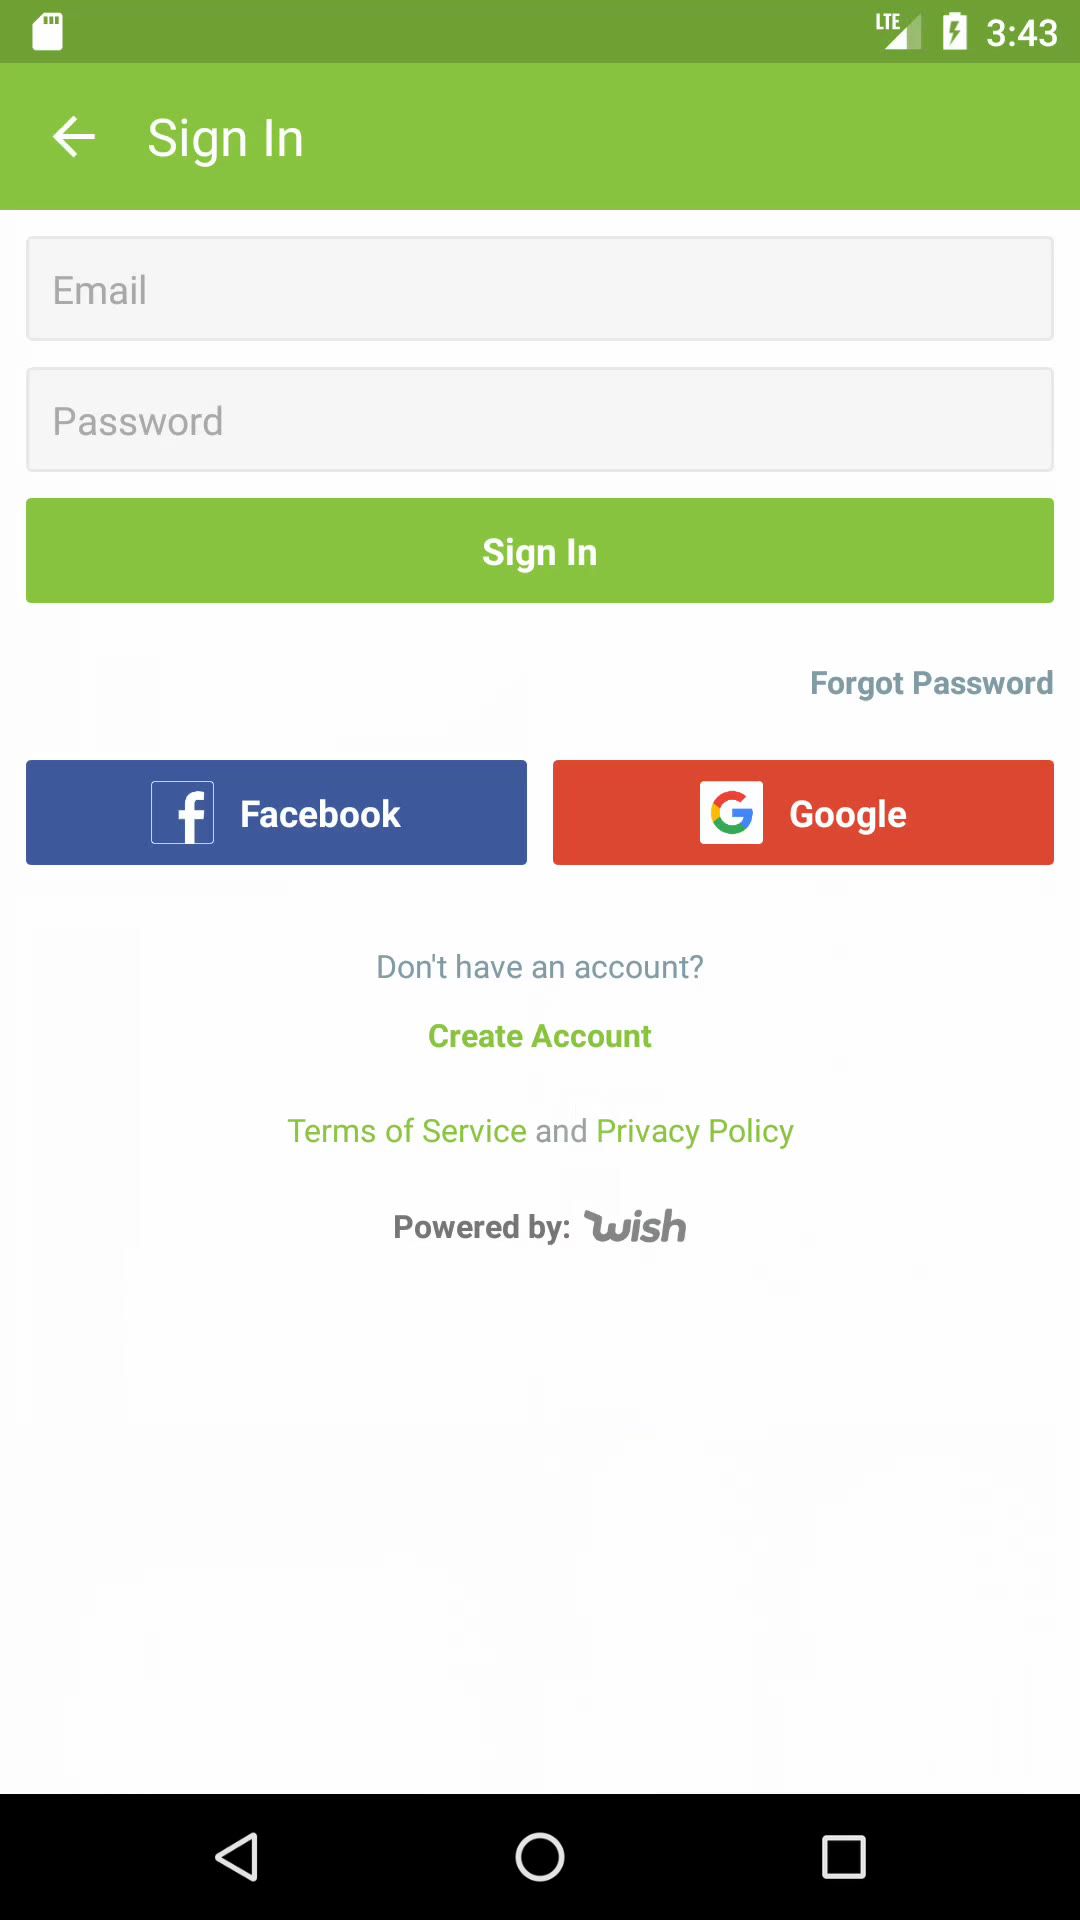 LTE 3:43
Sign In
Email
Password
Sign In
Forgot Password
Facebook Google
Don't have an account?
Create Account
Terms of Service and Privacy Policy
Powered by: wish